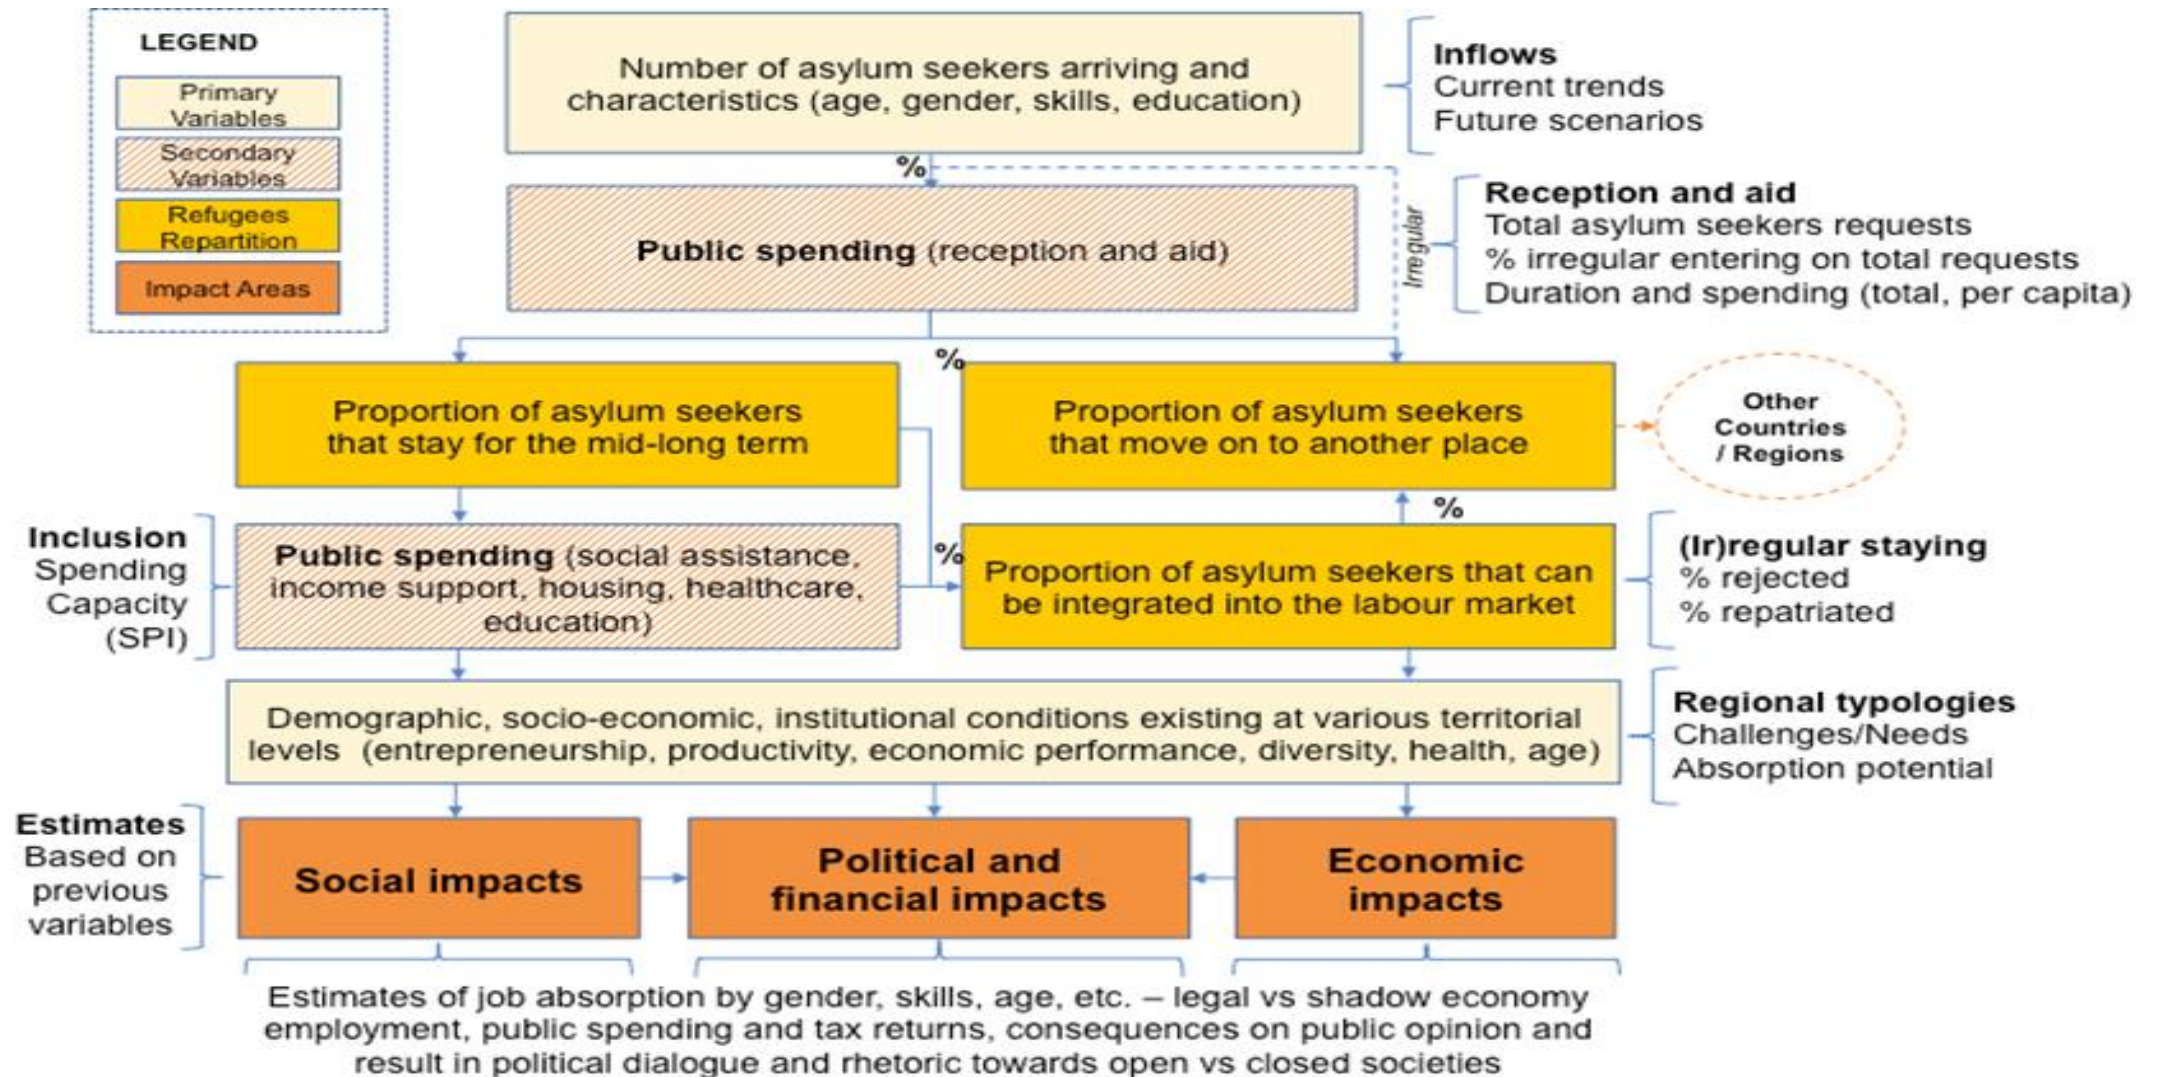 LEGEND
Primary
Variables
Secondary
Variables
Refugees
Repartition
Impact Areas
Number of asylum seekers arriving and
characteristics (age, gender, skills, education)
Inflows
Current trends
Future scenarios
%
Public spending (reception and aid)
Irregular
Reception and aid
Total asylum seekers requests
% irregular entering on total requests
Duration and spending (total, per capita)
%
Proportion of asylum seekers
that stay for the mid-long term
Proportion of asylum seekers
that move on to another place
Other
Countries
/ Regions
%
Inclusion
Spending
Capacity
(SPI)
Public spending (social assistance,
income support, housing, healthcare,
education)
%
Proportion of asylum seekers that can
be integrated into the labour market
(Ir)regular staying
% rejected
% repatriated
Demographic, socio-economic, institutional conditions existing at various territorial
levels (entrepreneurship, productivity, economic performance, diversity, health, age)
Regional typologies
Challenges/Needs
Absorption potential
Estimates
Based on
previous
variables
Social impacts
Political and
financial impacts
Economic
impacts
Estimates of job absorption by gender, skills, age, etc. – legal vs shadow economy
employment, public spending and tax returns, consequences on public opinion and
result in political dialogue and rhetoric towards open vs closed societies